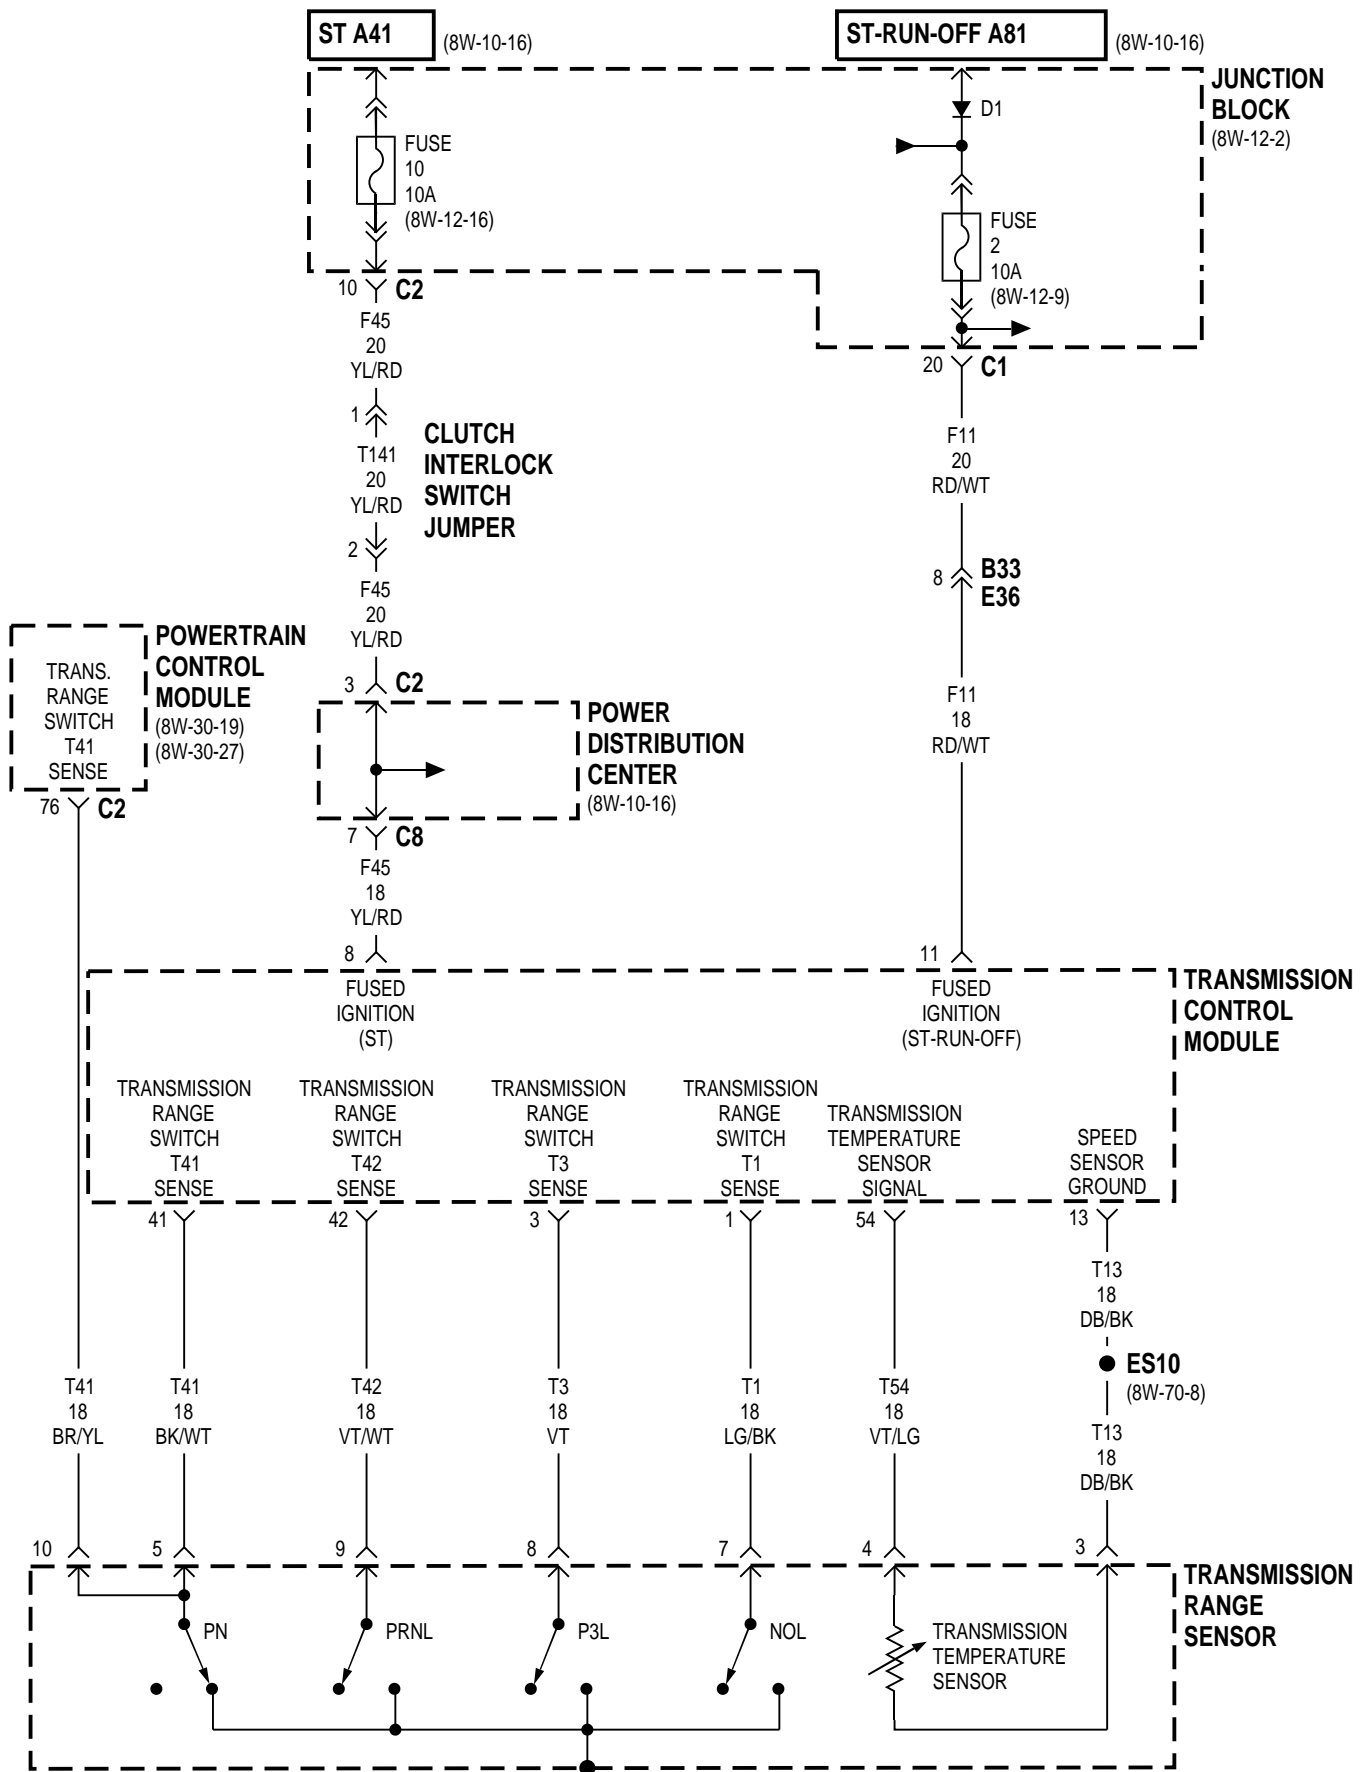 ST A41
(8W-10-16)
ST-RUN-OFF A81
(8W-10-16)
JUNCTION
BLOCK
(8W-12-2)
D1
FUSE
10
10A
(8W-12-16)
FUSE
2
10A
(8W-12-9)
10
C2
F45
20
YL/RD
1
T141
20
YL/RD
2
F45
20
YL/RD
CLUTCH
INTERLOCK
SWITCH
JUMPER
20
C1
F11
20
RD/WT
8
B33
E36
F11
18
RD/WT
POWERTRAIN
CONTROL
MODULE
(8W-30-19)
(8W-30-27)
TRANS.
RANGE
SWITCH
T41
SENSE
76
C2
3
C2
POWER
DISTRIBUTION
CENTER
(8W-10-16)
7
C8
F45
18
YL/RD
8
11
TRANSMISSION
CONTROL
MODULE
FUSED
IGNITION
(ST)
FUSED
IGNITION
(ST-RUN-OFF)
TRANSMISSION
RANGE
SWITCH
T41
SENSE
TRANSMISSION
RANGE
SWITCH
T42
SENSE
TRANSMISSION
RANGE
SWITCH
T3
SENSE
TRANSMISSION
RANGE
SWITCH
T1
SENSE
TRANSMISSION
TEMPERATURE
SENSOR
SIGNAL
SPEED
SENSOR
GROUND
41
42
3
1
54
13
T13
18
DB/BK
ES10
(8W-70-8)
T41
18
BR/YL
T41
18
BK/WT
T42
18
VT/WT
T3
18
VT
T1
18
LG/BK
T54
18
VT/LG
T13
18
DB/BK
10
5
9
8
7
4
3
TRANSMISSION
RANGE
SENSOR
PN
PRNL
P3L
NOL
TRANSMISSION
TEMPERATURE
SENSOR